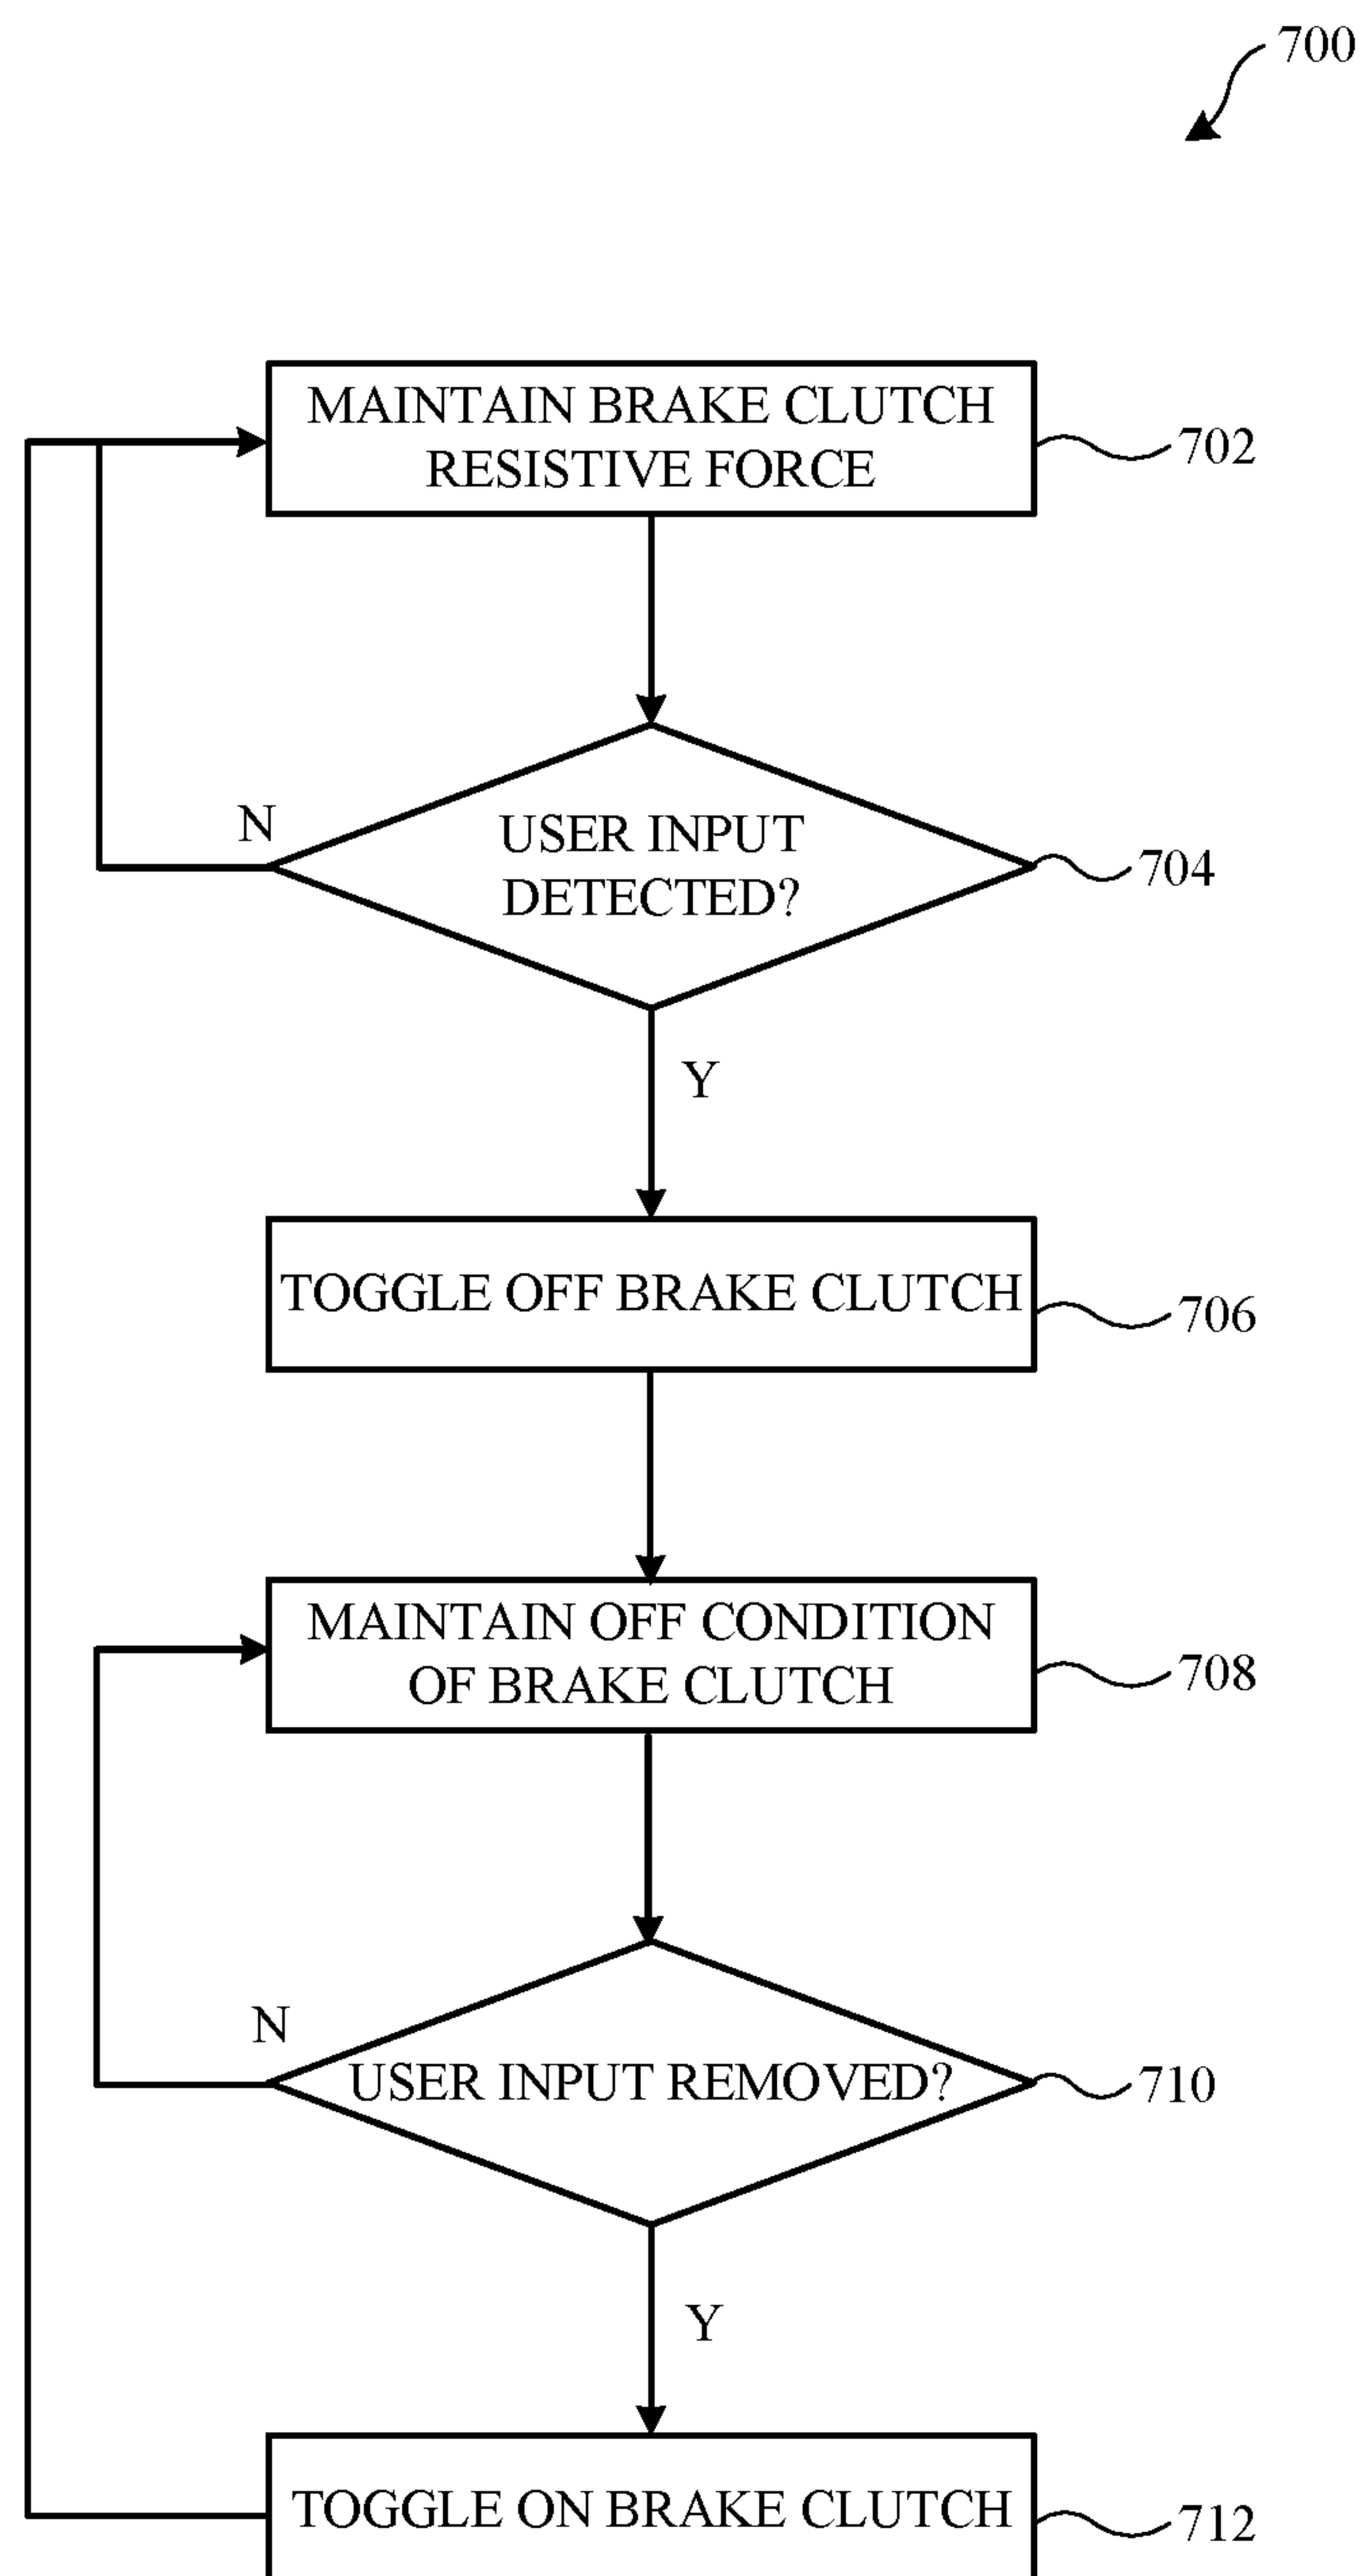 700
MAINTAIN BRAKE CLUTCH
RESISTIVE FORCE
702
N
USER INPUT
DETECTED?
704
Y
TOGGLE OFF BRAKE CLUTCH
706
MAINTAIN OFF CONDITION
OF BRAKE CLUTCH
708
N
USER INPUT REMOVED?
710
Y
TOGGLE ON BRAKE CLUTCH
712